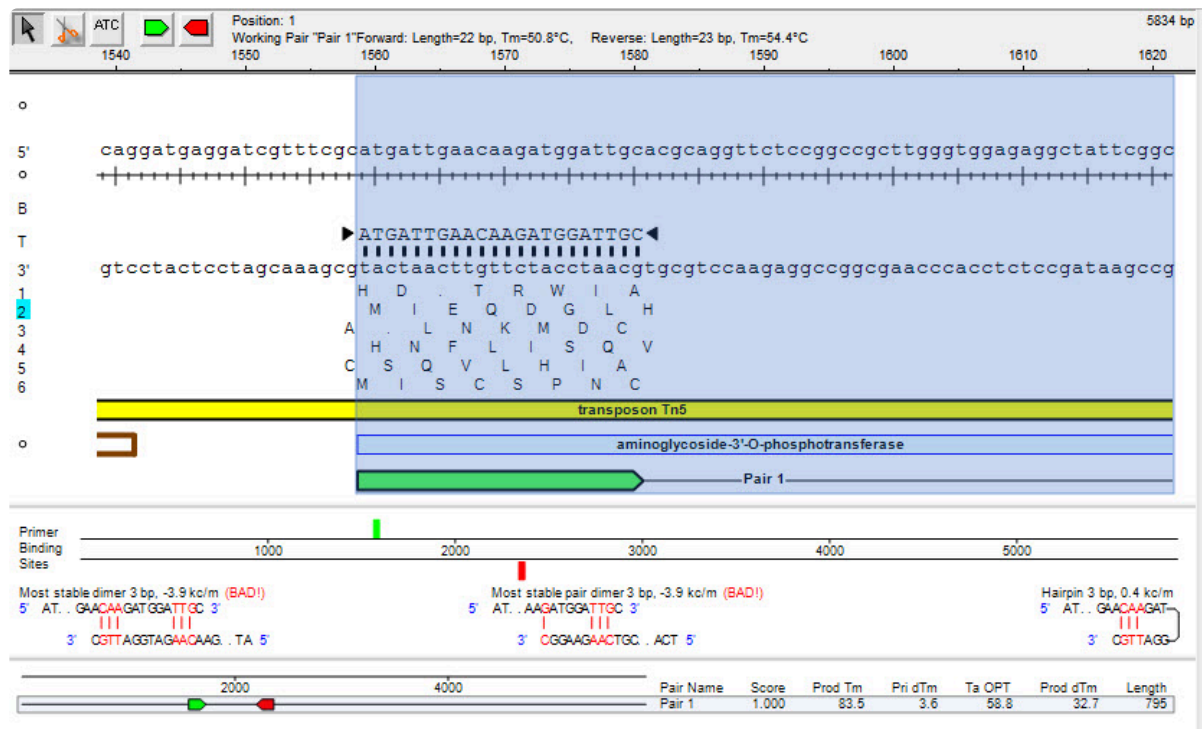 ATC
Position: 1
5834 bp
Working Pair "Pair 1"Forward: Length=22 bp, Tm=50.8°C, Reverse: Length=23 bp, Tm=54.4°C
1540 1550 1560 1570 1580 1590 1600 1610 1620
o
5' caggatgaggatcgtttcgcatgattgaacaagatggattgcacgcaggttctccggccgcttgggtggagaggctattcggc
o
B
T ATGATTGAACAAGATGGATTGC
3' gtcctactcctagcaaagcgtactaacttgttctacctaacgtgcgtccaagaggccggcgaacccacctctccgataagccg
1 H D . T R W I A
2 M I E Q D G L H
3 A . L N K M D C
4 H N F L I S Q V
5 C S Q V L H I A
6 M I S C S P N C
transposon Tn5
o aminoglycoside-3'-O-phosphotransferase
Pair 1
Primer
Binding 1000 2000 3000 4000 5000
Sites
Most stable dimer 3 bp, -3.9 kc/m (BAD!) Most stable pair dimer 3 bp, -3.9 kc/m (BAD!) Hairpin 3 bp, 0.4 kc/m
5' AT. . GAACAAGATGGATTGC 3' 5' AT. . AAGATGGATTGC 3' 5' AT. . GAACAAGAT
3' CGTTAGGTAGAACAAG. . TA 5' 3' CGGAAGAACTGC. . ACT 5' 3' CGTTAGG
2000 4000 Pair Name Score Prod Tm Pri dTm Ta OPT Prod dTm Length
Pair 1 1.000 83.5 3.6 58.8 32.7 795